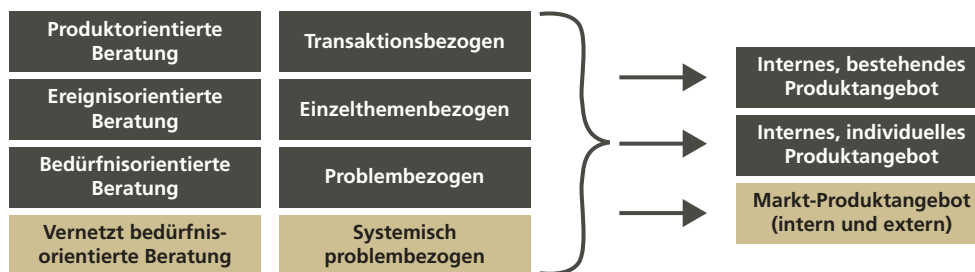 Produktorientierte
Beratung
Transaktionsbezogen
Ereignisorientierte
Beratung
Einzelthemenbezogen
Bedürfnisorientierte
Beratung
Problembezogen
Vernetzt bedürfnis-
orientierte Beratung
Systemisch
problembezogen
Internes, bestehendes
Produktangebot
Internes, individuelles
Produktangebot
Markt-Produktangebot
(intern und extern)